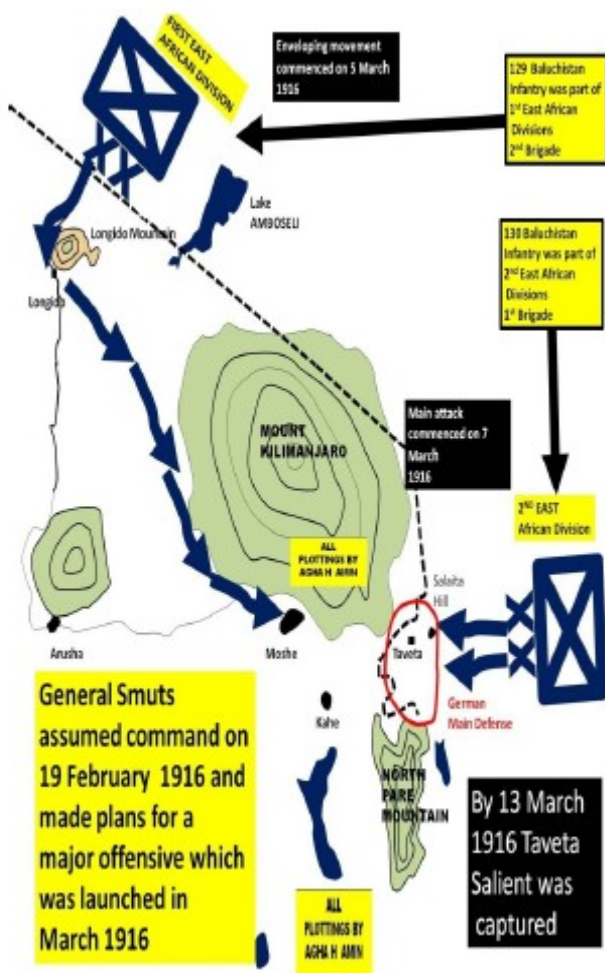 FIRST EAST
AFRICAN DIVISION
Enveloping movement
commenced on 5 March
1916
129 Baluchistan
Infantry was part of
1st East African
Divisions
2nd Brigade
Lake
AMBOSELI
Longido Mountain
Longido
130 Baluchistan
Infantry was part of
2nd East African
Divisions
1st Brigade
MOUNT
KILIMANJARO
Main attack
commenced on 7
March
1916
2ND EAST
African Division
ALL
PLOTTINGS BY
AGHA H AMIN
Salaita
Hill
Taveta
Arusha
Moshe
German
Main Defense
Kahe
General Smuts
assumed command on
19 February 1916 and
made plans for a
major offensive which
was launched in
March 1916
NORTH
PARE
MOUNTAIN
By 13 March
1916 Taveta
Salient was
captured
ALL
PLOTTINGS BY
AGHA H AMIN